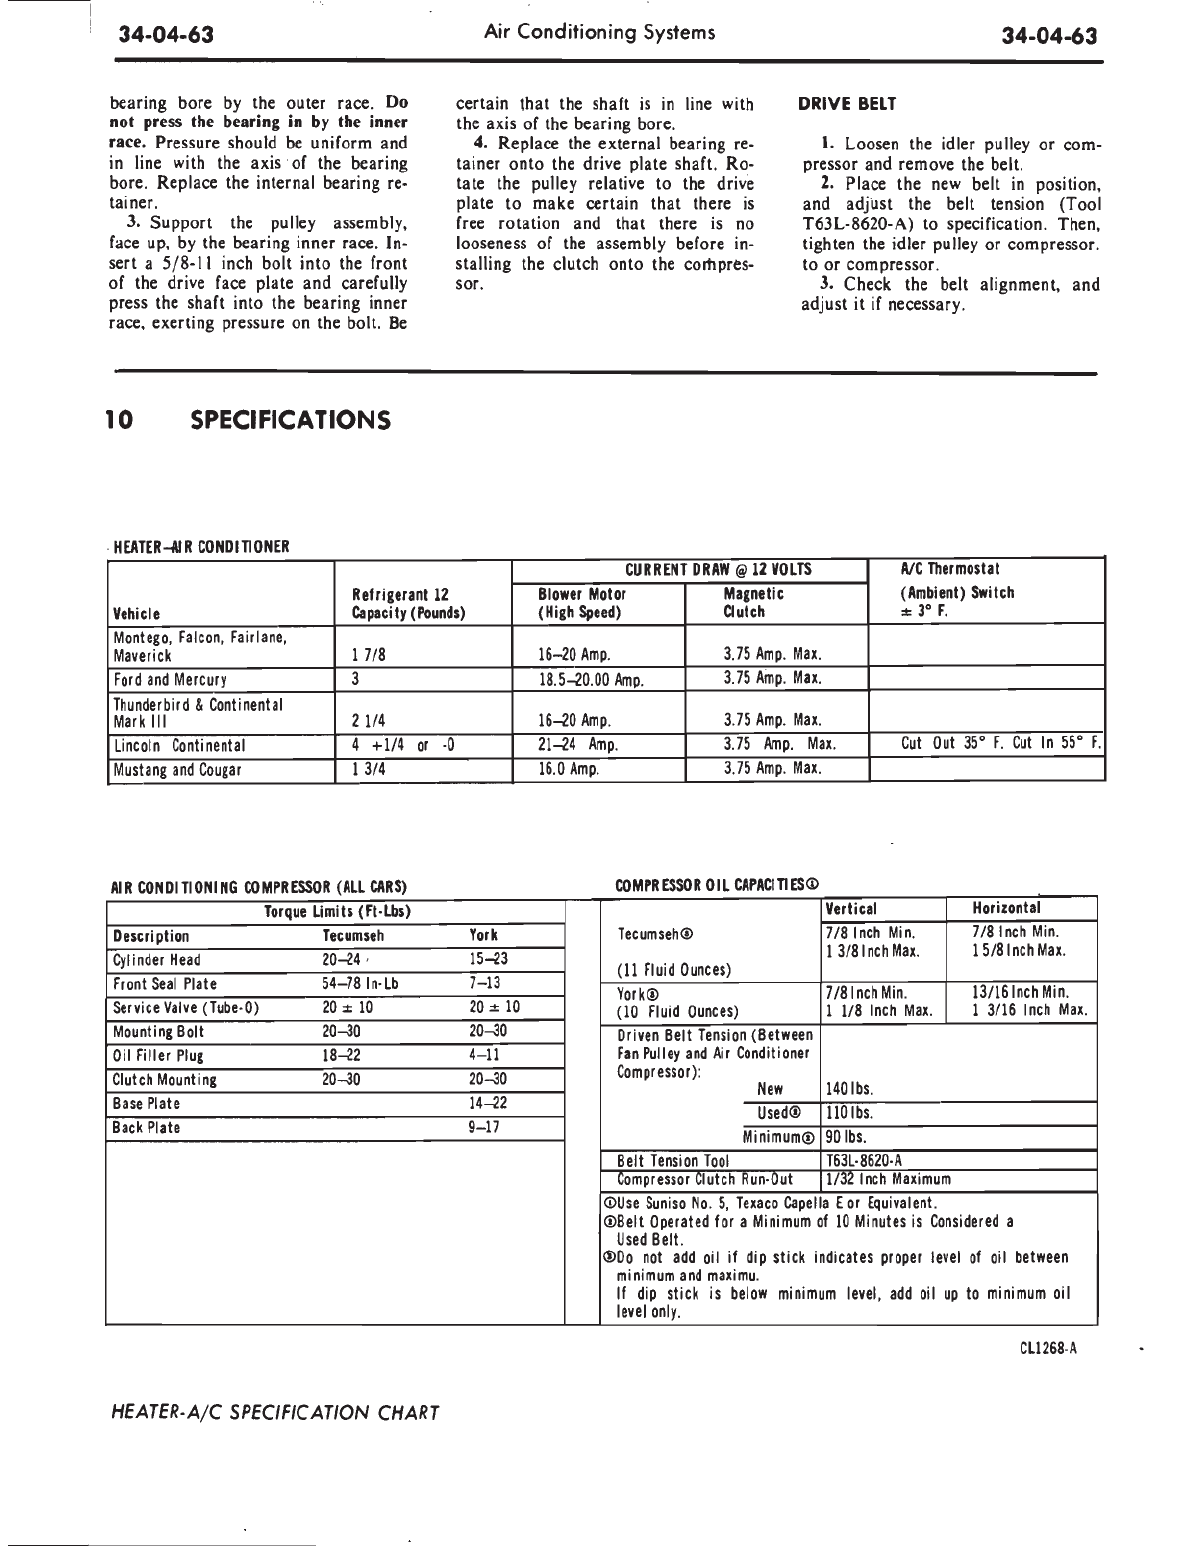 34-04-63 Air Conditioning Systems 34-04-63
bearing bore by the outer race. Do
not press the bearing in by the inner
race. Pressure should be uniform and
in line with the axis of the bearing
bore. Replace the internal bearing re-
tainer.
3. Support the pulley assembly,
face up, by the bearing inner race. In-
sert a 5/8-11 inch bolt into the front
of the drive face plate and carefully
press the shaft into the bearing inner
race, exerting pressure on the bolt. Be
certain that the shaft is in line with
the axis of the bearing bore.
4. Replace the external bearing re-
tainer onto the drive plate shaft. Ro-
tate the pulley relative to the drive
plate to make certain that there is
free rotation and that there is no
looseness of the assembly before in-
stalling the clutch onto the compres-
sor.
DRIVE BELT
1. Loosen the idler pulley or com-
pressor and remove the belt.
2. Place the new belt in position,
and adjust the belt tension (Tool
T63L-8620-A) to specification. Then,
tighten the idler pulley or compressor.
to or compressor.
3. Check the belt alignment, and
adjust it if necessary.
10 SPECIFICATIONS
HEATER-AIR CONDITIONER
CURRENT DRAW @ 12 VOLTS
Vehicle
Refrigerant 12
Capacity (Pounds)
Blower Motor
(High Speed)
Magnetic
Clutch
A/C Thermostat
(Ambient) Switch
± 3° F.
Montego, Falcon, Fairlane,
Maverick 1 7/8 16–20 Amp. 3.75 Amp. Max.
Ford and Mercury 3 18.5–20.00 Amp. 3.75 Amp. Max.
Thunderbird & Continental
Mark III 2 1/4 16–20 Amp. 3.75 Amp. Max.
Lincoln Continental 4 +1/4 or -0 21–24 Amp. 3.75 Amp. Max. Cut Out 35° F. Cut In 55° F.
Mustang and Cougar 1 3/4 16.0 Amp. 3.75 Amp. Max.
AIR CONDITIONING COMPRESSOR (ALL CARS)
Torque Limits (Ft-Lbs)
Description Tecumseh York
Cylinder Head 20–24 15–23
Front Seal Plate 54–78 In-Lb 7–13
Service Valve (Tube-O) 20 ± 10 20 ± 10
Mounting Bolt 20–30 20–30
Oil Filler Plug 18–22 4–11
Clutch Mounting 20–30 20–30
Base Plate 14–22
Back Plate 9–17
COMPRESSOR OIL CAPACITIES①
Vertical Horizontal
Tecumseh③ 7/8 Inch Min. 7/8 Inch Min.
1 3/8 Inch Max. 1 5/8 Inch Max.
(11 Fluid Ounces)
York③ 7/8 Inch Min. 13/16 Inch Min.
(10 Fluid Ounces) 1 1/8 Inch Max. 1 3/16 Inch Max.
Driven Belt Tension (Between
Fan Pulley and Air Conditioner
Compressor):
New 140 lbs.
Used② 110 lbs.
Minimum② 90 lbs.
Belt Tension Tool T63L-8620-A
Compressor Clutch Run-Out 1/32 Inch Maximum
①Use Suniso No. 5, Texaco Capella E or Equivalent.
②Belt Operated for a Minimum of 10 Minutes is Considered a
Used Belt.
③Do not add oil if dip stick indicates proper level of oil between
minimum and maximu.
If dip stick is below minimum level, add oil up to minimum oil
level only.
CL1268-A
HEATER-A/C SPECIFICATION CHART